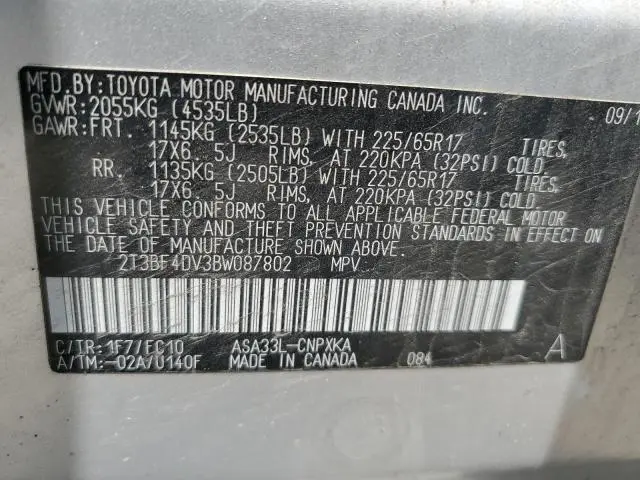 MFD.BY:TOYOTA MOTOR MANUFACTURING CANADA INC. 09/1
GVWR:2055KG (4535LB)
GAWR:FRT. 1145KG (2535LB) WITH 225/65R17 TIRES,
17X6. 5J RIMS, AT 220KPA (32PSI) COLD
RR. 1135KG (2505LB) WITH 225/65R17 TIRES,
17X6. 5J RIMS, AT 220KPA (32PSI) COLD
THIS VEHICLE CONFORMS TO ALL APPLICABLE FEDERAL MOTOR
VEHICLE SAFETY AND THEFT PREVENTION STANDARDS IN EFFECT ON
THE DATE OF MANUFACTURE SHOWN ABOVE.
2T3BF4DV3BW087802 MPV
C/TR:1F7/EC10 ASA33L-CNPXKA A
A/TM:-02A/U140F MADE IN CANADA 084